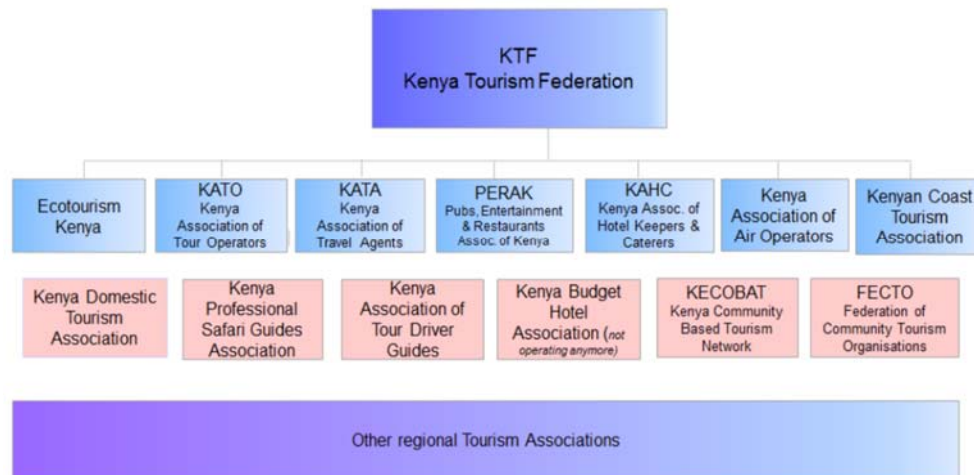 KTF
Kenya Tourism Federation
Ecotourism
Kenya
KATO
Kenya
Association of
Tour Operators
KATA
Kenya
Association of
Travel Agents
PERAK
Pubs, Entertainment
& Restaurants
Assoc. of Kenya
KAHC
Kenya Assoc. of
Hotel Keepers &
Caterers
Kenya
Association of
Air Operators
Kenyan Coast
Tourism
Association
Kenya Domestic
Tourism
Association
Kenya
Professional
Safari Guides
Association
Kenya
Association of
Tour Driver
Guides
Kenya Budget
Hotel
Association (not
operating anymore)
KECOBAT
Kenya Community
Based Tourism
Network
FECTO
Federation of
Community Tourism
Organisations
Other regional Tourism Associations